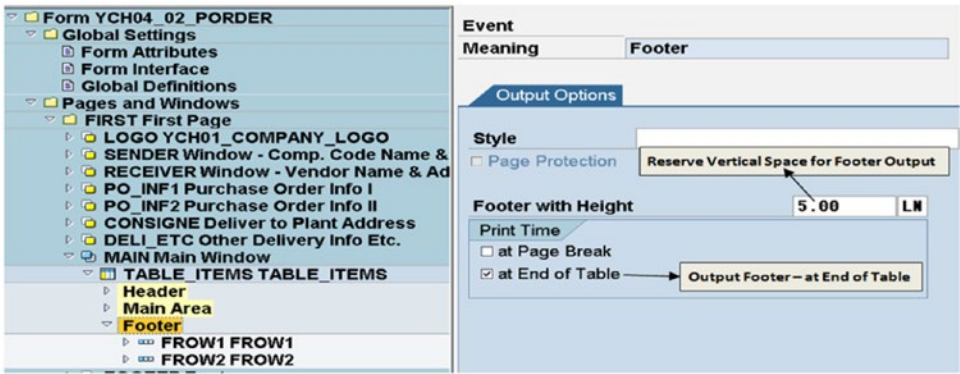 Form YCH04_02_PORDER
Global Settings
Form Attributes
Form Interface
Global Definitions
Pages and Windows
FIRST First Page
LOGO YCH01_COMPANY_LOGO
SENDER Window - Comp. Code Name &
RECEIVER Window - Vendor Name & Ad
PO_INF1 Purchase Order Info I
PO_INF2 Purchase Order Info II
CONSIGNE Deliver to Plant Address
DELI_ETC Other Delivery Info Etc.
MAIN Main Window
TABLE_ITEMS TABLE_ITEMS
Header
Main Area
Footer
FROW1 FROW1
FROW2 FROW2
Event
Meaning Footer
Output Options
Style
Page Protection Reserve Vertical Space for Footer Output
Footer with Height 5.00 LN
Print Time
at Page Break
at End of Table Output Footer – at End of Table